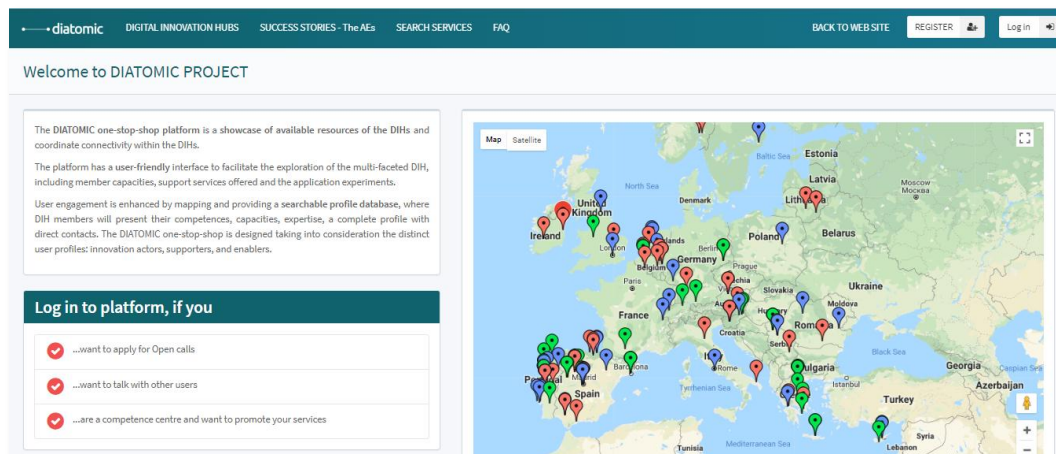 diatomic
DIGITAL INNOVATION HUBS
SUCCESS STORIES - The AEs
SEARCH SERVICES
FAQ
BACK TO WEB SITE
REGISTER
Log in
Welcome to DIATOMIC PROJECT
The DIATOMIC one-stop-shop platform is a showcase of available resources of the DIHs and
coordinate connectivity within the DIHs.
The platform has a user-friendly interface to facilitate the exploration of the multi-faceted DIH,
including member capacities, support services offered and the application experiments.
User engagement is enhanced by mapping and providing a searchable profile database, where
DIH members will present their competences, capacities, expertise, a complete profile with
direct contacts. The DIATOMIC one-stop-shop is designed taking into consideration the distinct
user profiles: innovation actors, supporters, and enablers.
Log in to platform, if you
...want to apply for Open calls
...want to talk with other users
...are a competence centre and want to promote your services
Map
Satellite
Baltic Sea
Estonia
Latvia
Moscow
Москва
North Sea
Denmark
United
Kingdom
Ireland
London
Berlin
Poland
Belarus
Belgium
Germany
Prague
Paris
Slovakia
Ukraine
Moldova
France
Croatia
Black Sea
Rome
Georgia
Caspian Sea
Istanbul
Azerbaijan
Spain
Tyrrhenian Sea
Turkey
Syria
Tunisia
Mediterranean Sea
Lebanon